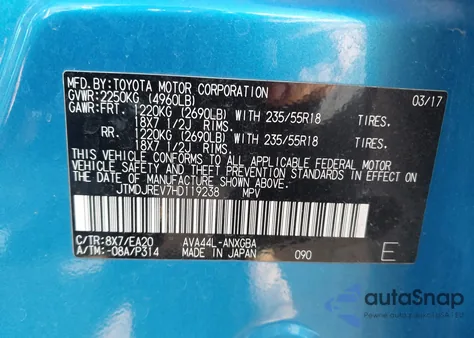 MFD.BY: TOYOTA MOTOR CORPORATION 03/17
GVWR: 2250KG (4960LB)
GAWR: FRT. 1220KG (2690LB) WITH 235/55R18 TIRES.
18X7 1/2J RIMS.
RR. 1220KG (2690LB) WITH 235/55R18 TIRES.
18X7 1/2J RIMS.
THIS VEHICLE CONFORMS TO ALL APPLICABLE FEDERAL MOTOR
VEHICLE SAFETY AND THEFT PREVENTION STANDARDS IN EFFECT ON
THE DATE OF MANUFACTURE SHOWN ABOVE.
JTMDJREV7HD119238 MPV
C/TR: 8X7/EA20 AVA44L-ANXGBA
A/TM: -08A/P314 MADE IN JAPAN 090 E
autoSnap